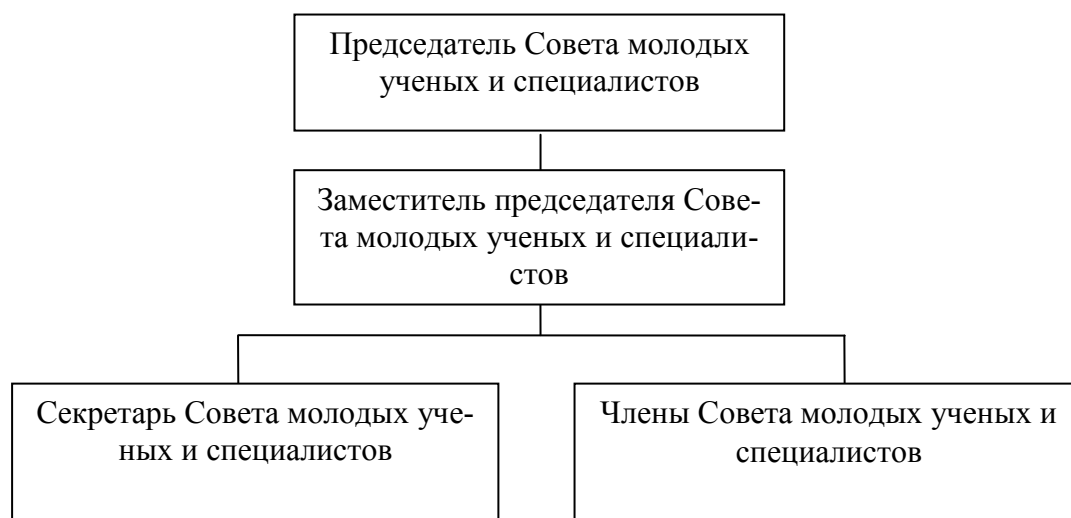 Председатель Совета молодых
ученых и специалистов
Заместитель председателя Сове-
та молодых ученых и специали-
стов
Секретарь Совета молодых уче-
ных и специалистов
Члены Совета молодых ученых и
специалистов